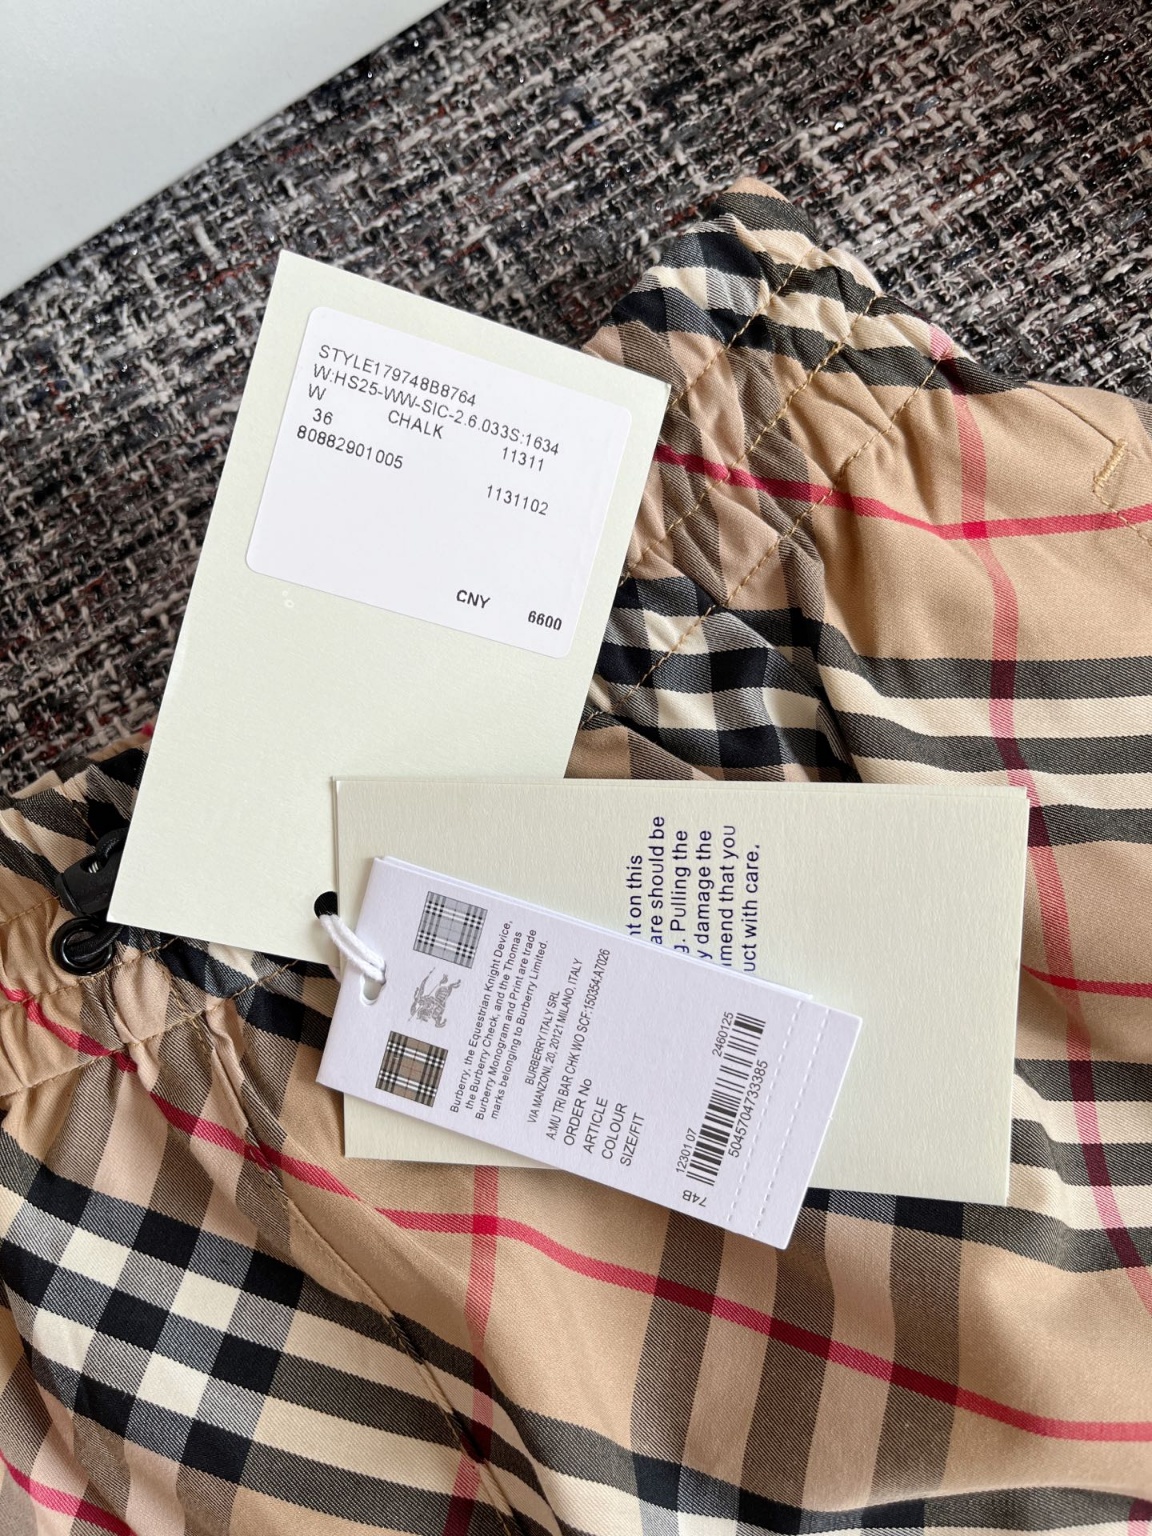 STYLE179748B8764
W:HS25-WW-SIC-2.6.033S:1634
W CHALK 11311
36
80882901005 1131102
CNY 6600
nt on this
are should be
g. Pulling the
y damage the
mend that you
uct with care.
Burberry, the Equestrian Knight Device,
the Burberry Check, and the Thomas
Burberry Monogram and Print are trade
marks belonging to Burberry Limited.
BURBERRY ITALY SRL
VIA MANZONI, 20, 20121 MILANO, ITALY
A:MU TRI BAR CHK WO SCF:150354:A7026
ORDER No
ARTICLE
COLOUR
SIZE/FIT
1230107 2460125
5045704733385
74B